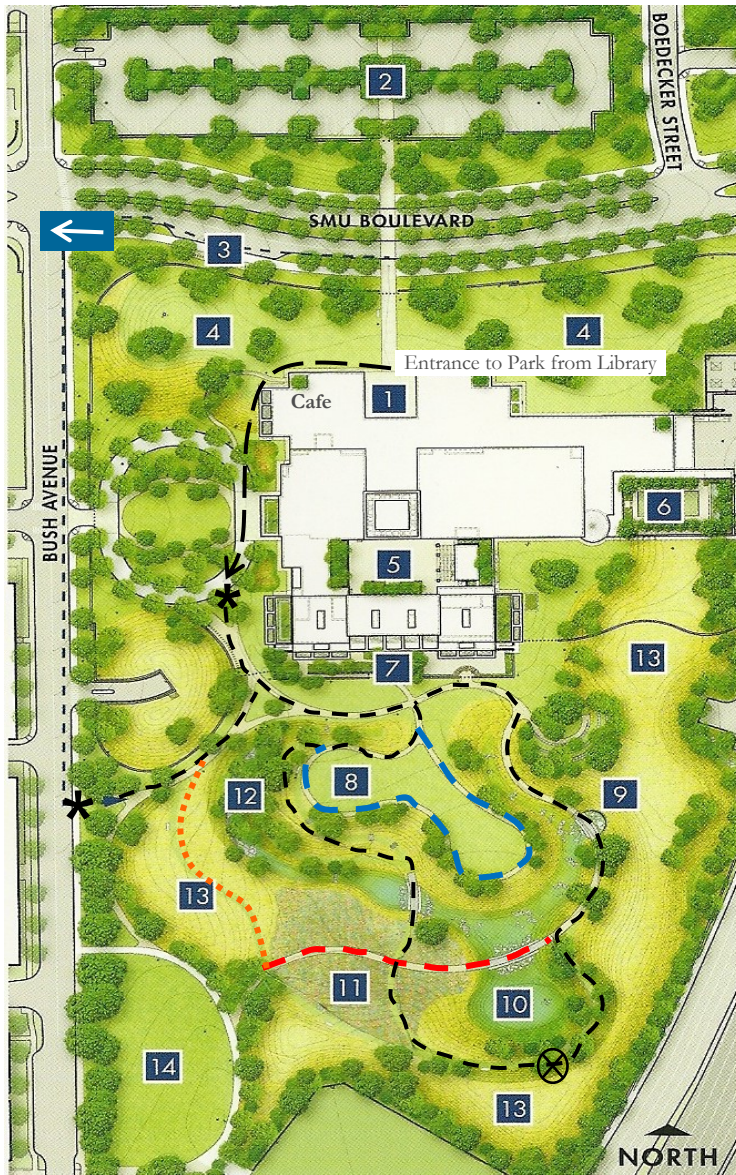 2
BOEDECKER STREET
SMU BOULEVARD
3
4
4
Entrance to Park from Library
Cafe
1
BUSH AVENUE
6
5
7
13
8
12
9
13
11
10
14
13
NORTH